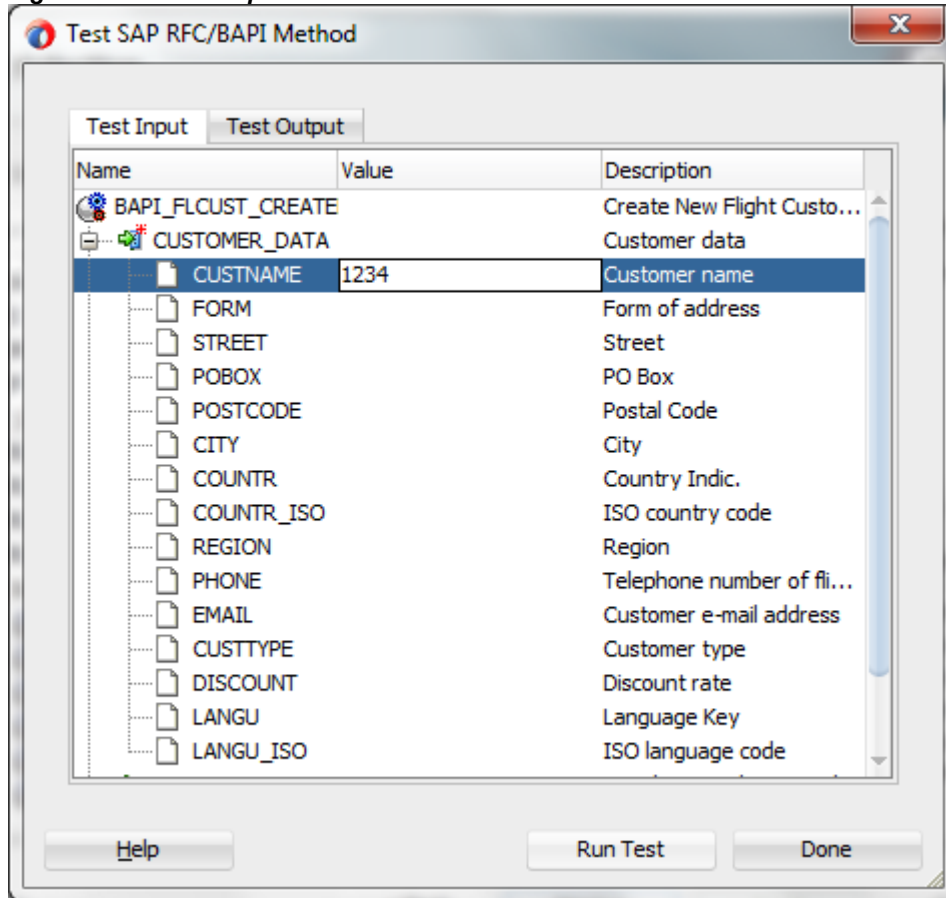 Test SAP RFC/BAPI Method
Test Input Test Output
Name Value Description
BAPI_FLCUST_CREATE Create New Flight Custo...
CUSTOMER_DATA Customer data
CUSTNAME 1234 Customer name
FORM Form of address
STREET Street
POBOX PO Box
POSTCODE Postal Code
CITY City
COUNTR Country Indic.
COUNTR_ISO ISO country code
REGION Region
PHONE Telephone number of fli...
EMAIL Customer e-mail address
CUSTTYPE Customer type
DISCOUNT Discount rate
LANGU Language Key
LANGU_ISO ISO language code
Help Run Test Done